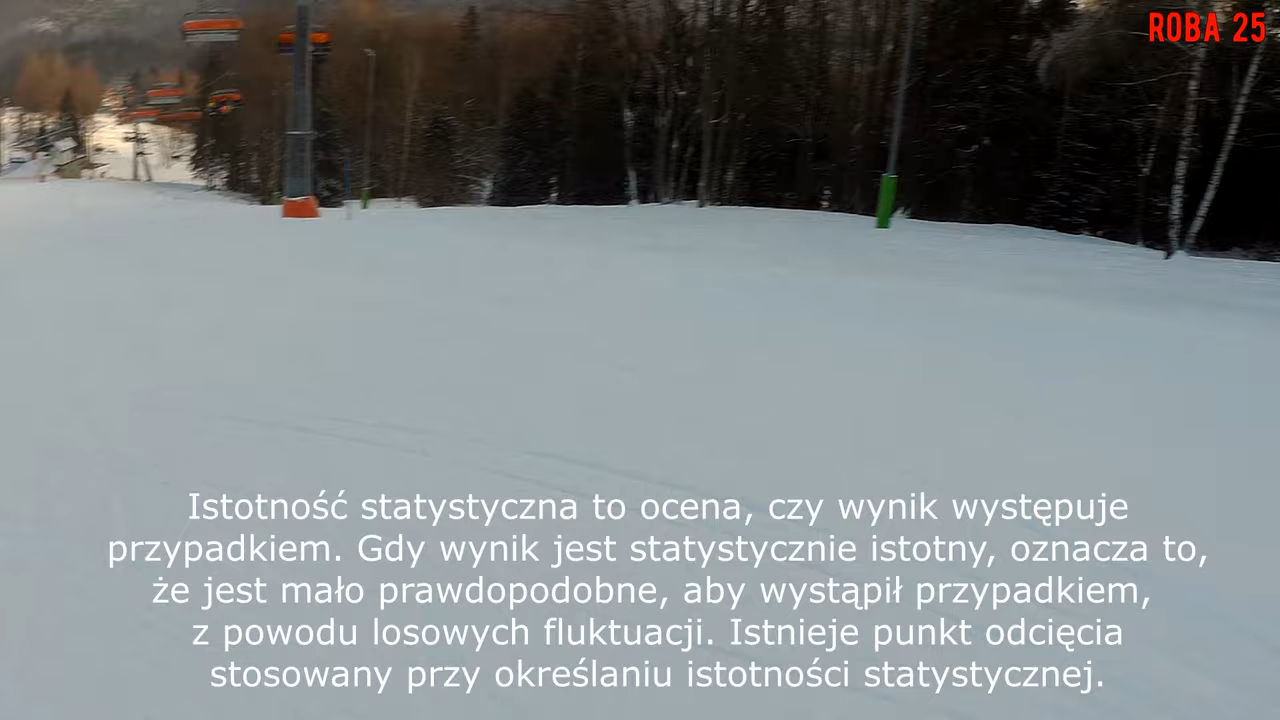 ROBA 25
Istotność statystyczna to ocena, czy wynik występuje
przypadkiem. Gdy wynik jest statystycznie istotny, oznacza to,
że jest mało prawdopodobne, aby wystąpił przypadkiem,
z powodu losowych fluktuacji. Istnieje punkt odcięcia
stosowany przy określaniu istotności statystycznej.